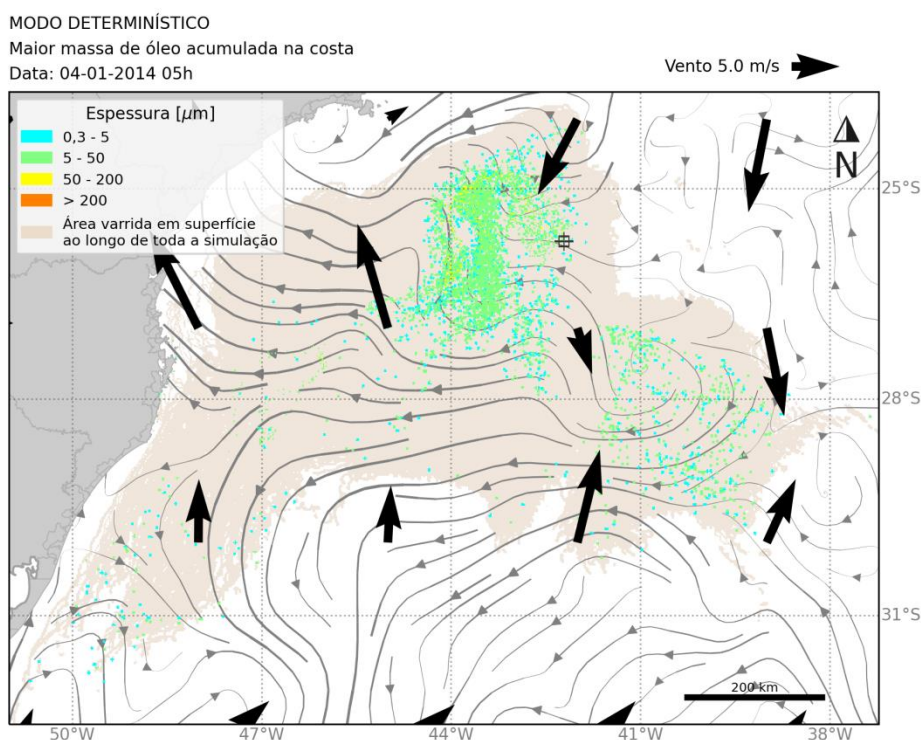 MODO DETERMINÍSTICO
Maior massa de óleo acumulada na costa
Data: 04-01-2014 05h
Vento 5.0 m/s
Espessura [μm]
0,3 - 5
5 - 50
50 - 200
> 200
Área varrida em superfície
ao longo de toda a simulação
N
25°S
28°S
31°S
200 km
50°W
47°W
44°W
41°W
38°W